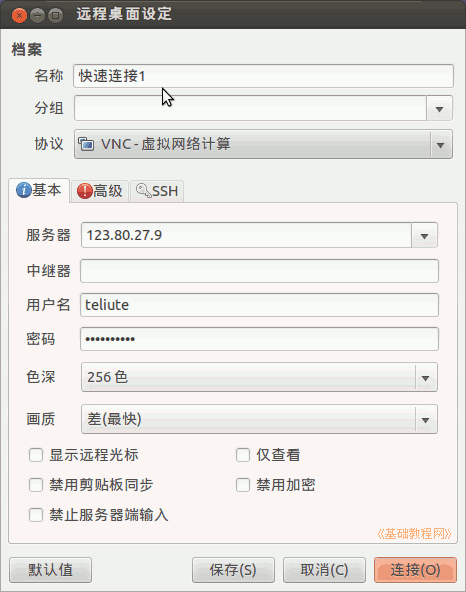 远程桌面设定
档案
名称 快速连接1
分组
协议 VNC - 虚拟网络计算
基本 高级 SSH
服务器 123.80.27.9
中继器
用户名 teliute
密码 ••••••••••
色深 256 色
画质 差(最快)
显示远程光标 仅查看
禁用剪贴板同步 禁用加密
禁止服务器端输入
《基础教程网》
默认值 保存(S) 取消(C) 连接(O)